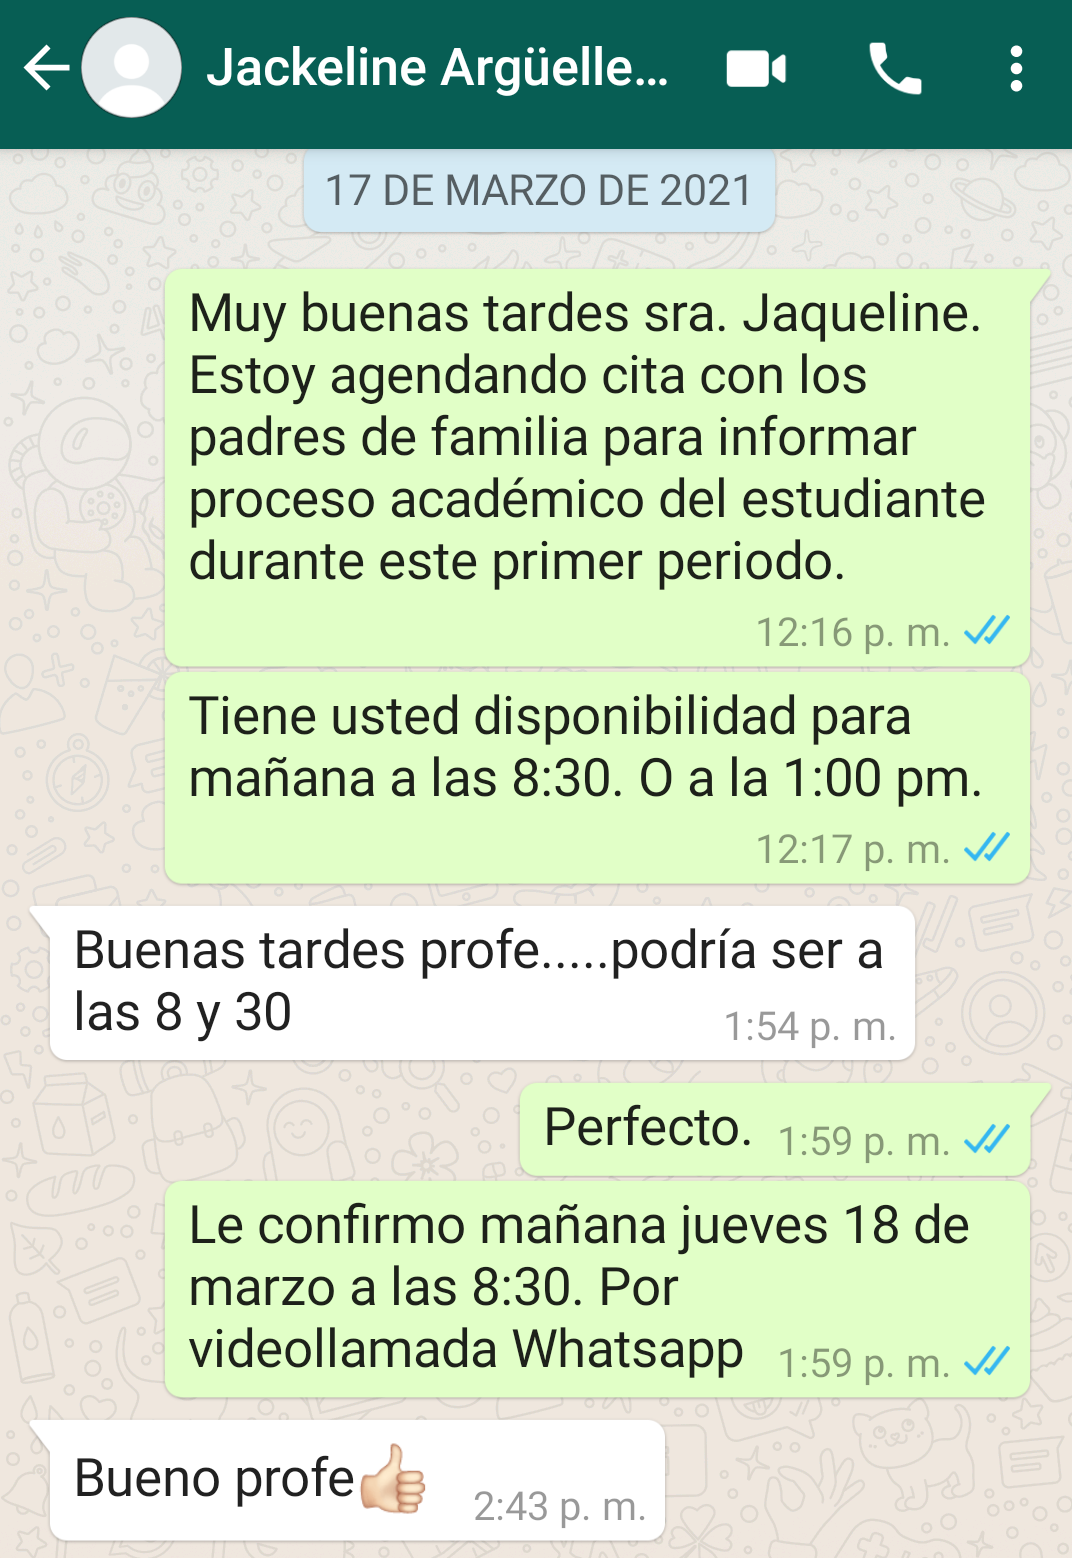 Jackeline Argüelle...
17 DE MARZO DE 2021
Muy buenas tardes sra. Jaqueline.
Estoy agendando cita con los
padres de familia para informar
proceso académico del estudiante
durante este primer periodo.
12:16 p. m.
Tiene usted disponibilidad para
mañana a las 8:30. O a la 1:00 pm.
12:17 p. m.
Buenas tardes profe.....podría ser a
las 8 y 30
1:54 p. m.
Perfecto. 1:59 p. m.
Le confirmo mañana jueves 18 de
marzo a las 8:30. Por
videollamada Whatsapp 1:59 p. m.
Bueno profe👍🏻 2:43 p. m.